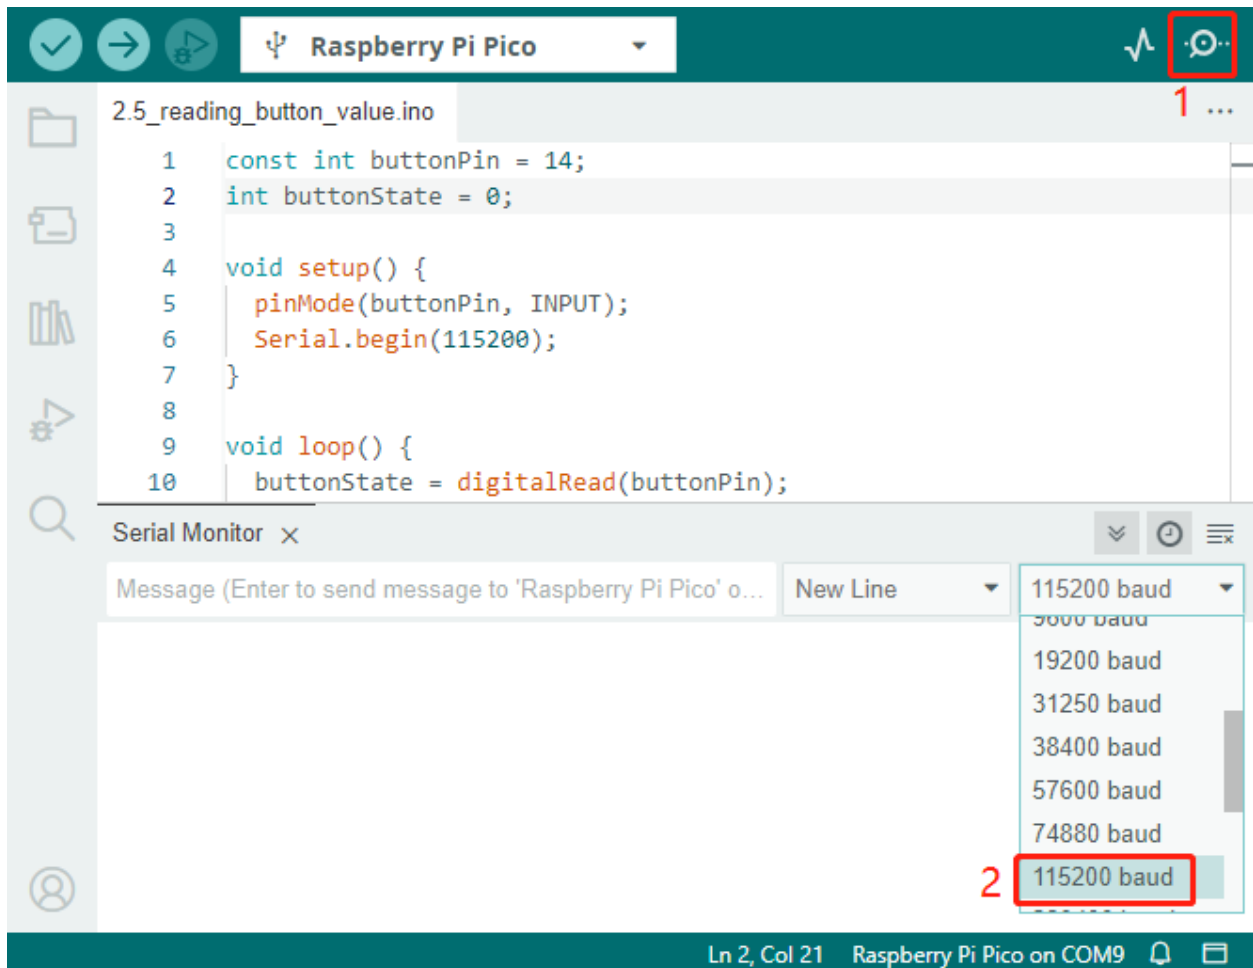 Raspberry Pi Pico
1
2.5_reading_button_value.ino
1 const int buttonPin = 14;
2 int buttonState = 0;
3
4 void setup() {
5 pinMode(buttonPin, INPUT);
6 Serial.begin(115200);
7 }
8
9 void loop() {
10 buttonState = digitalRead(buttonPin);
Serial Monitor
Message (Enter to send message to 'Raspberry Pi Pico' o...
New Line
115200 baud
9600 baud
19200 baud
31250 baud
38400 baud
57600 baud
74880 baud
2 115200 baud
Ln 2, Col 21 Raspberry Pi Pico on COM9